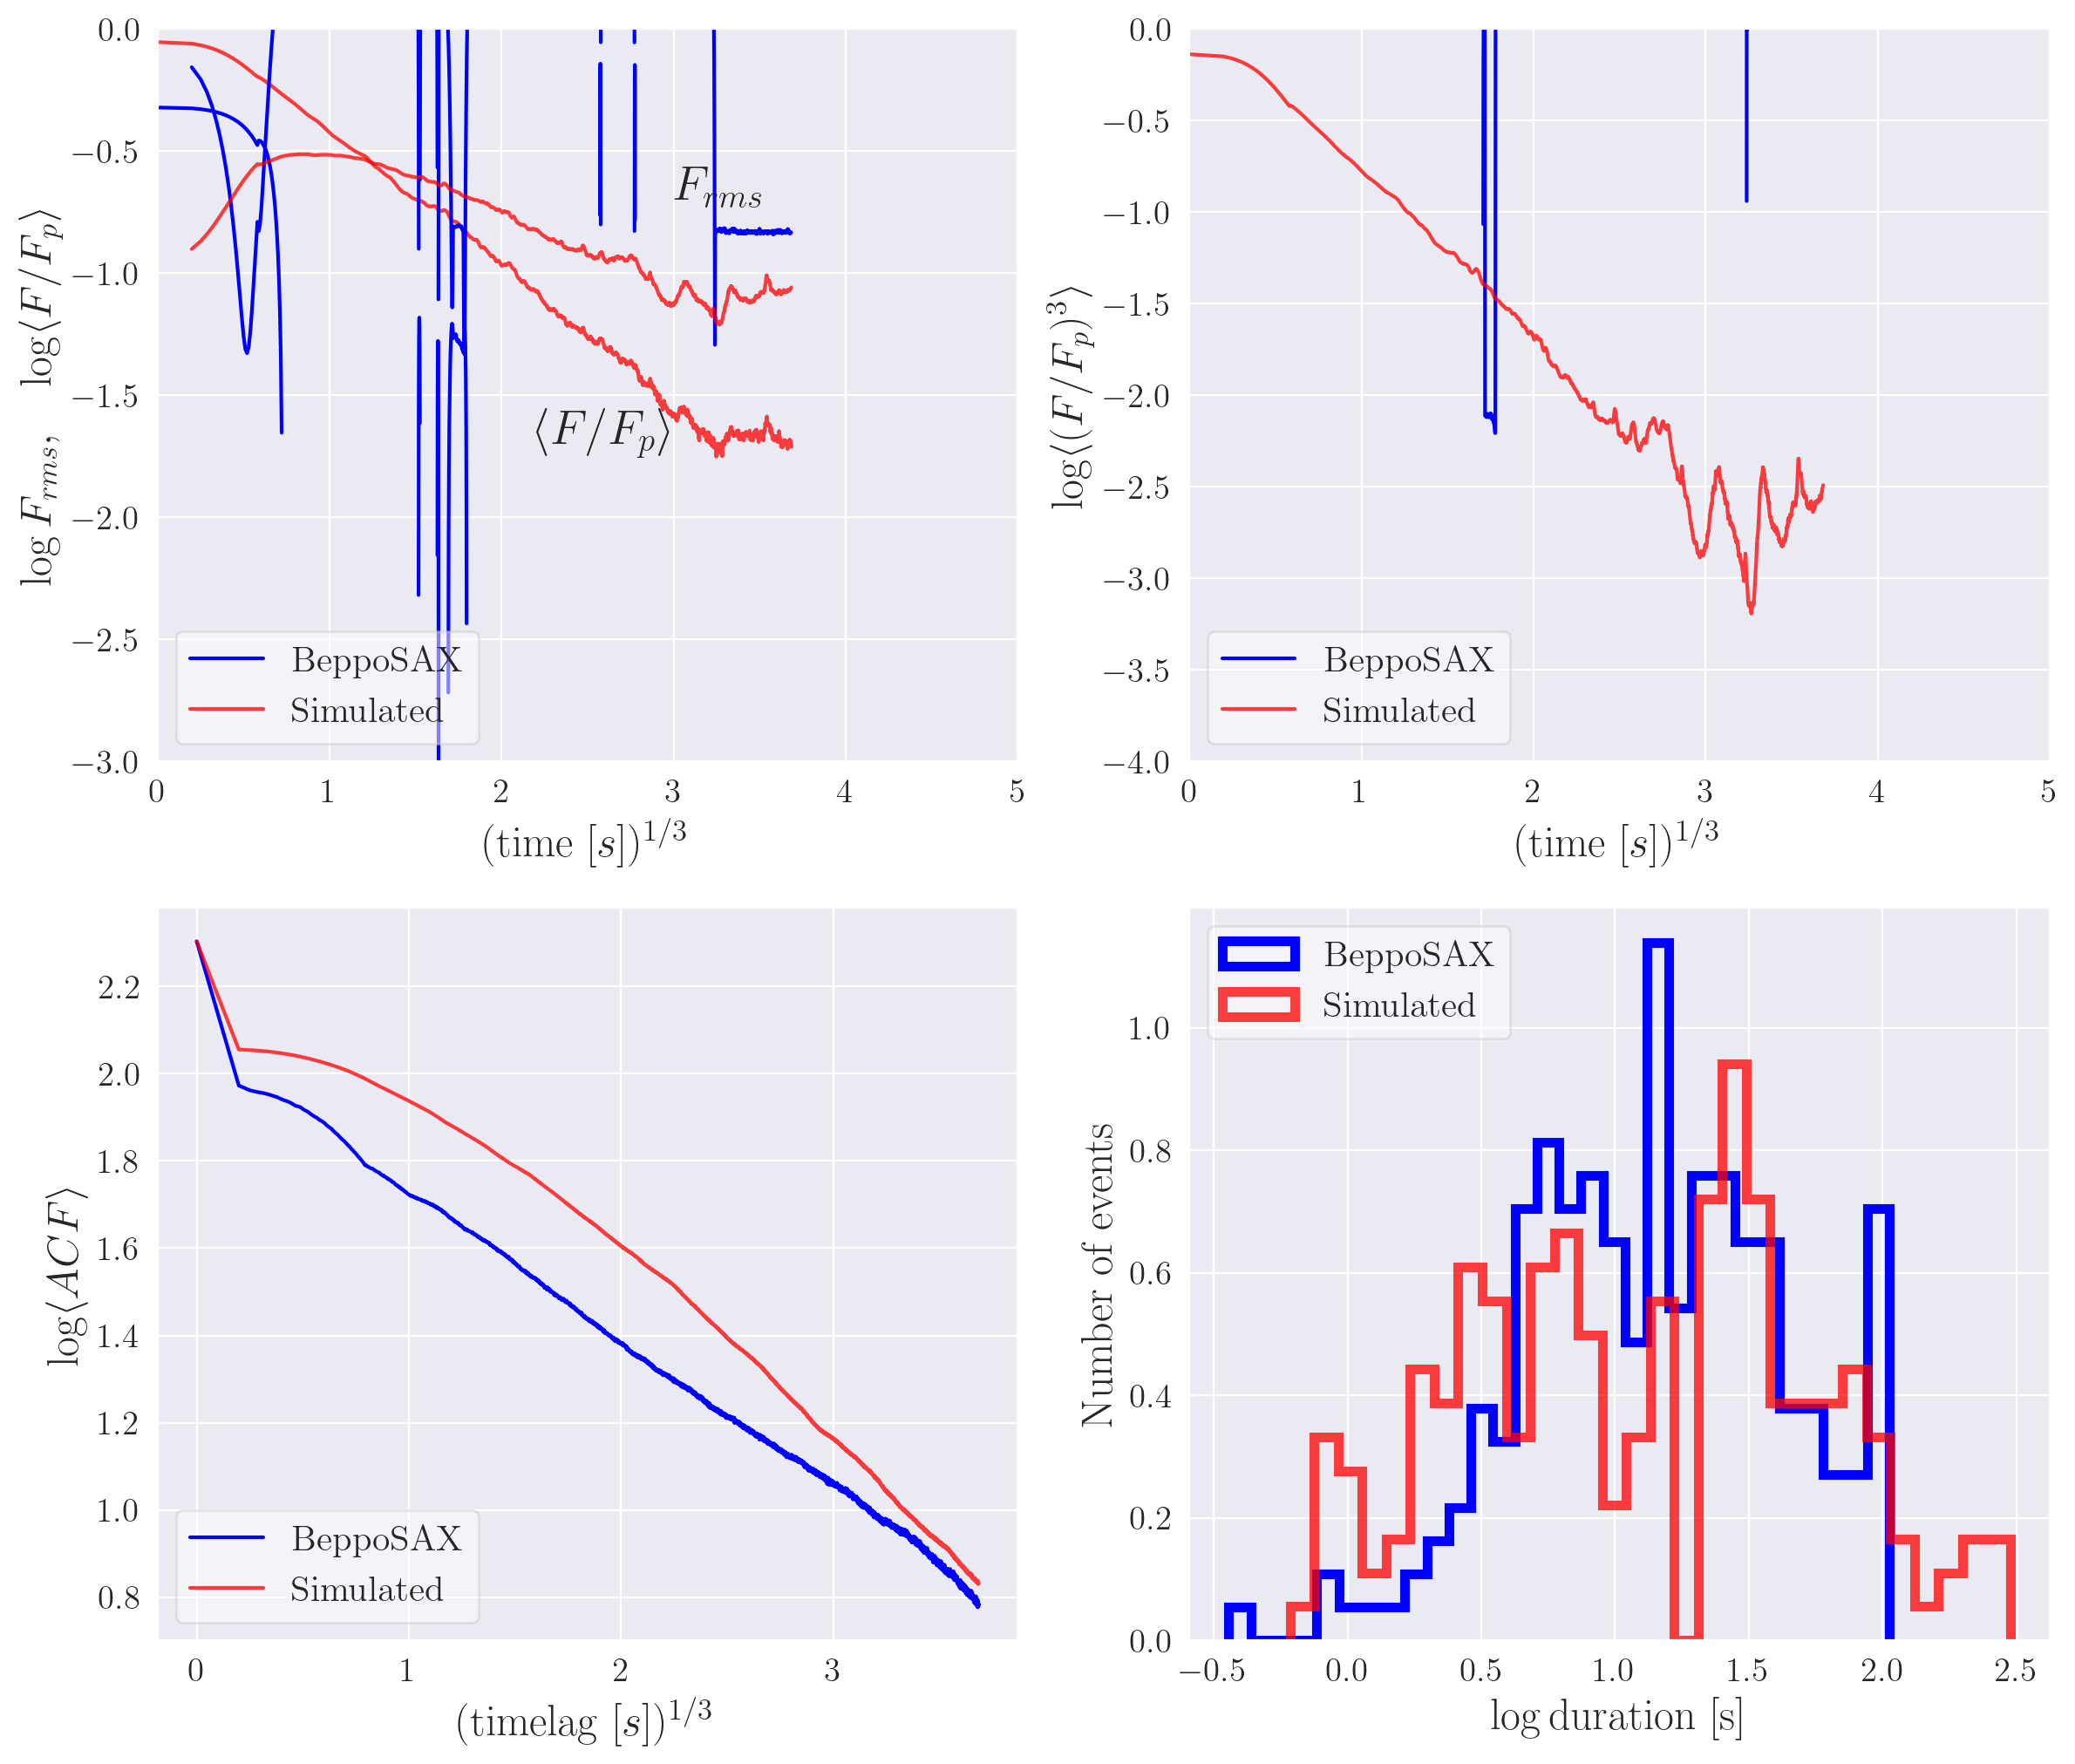 log F_rms, log⟨F/F_p⟩
0.0
−0.5
−1.0
−1.5
−2.0
−2.5
−3.0
F_rms
⟨F/F_p⟩
BeppoSAX
Simulated
0 1 2 3 4 5
(time [s])^1/3
log⟨(F/F_p)^3⟩
0.0
−0.5
−1.0
−1.5
−2.0
−2.5
−3.0
−3.5
−4.0
BeppoSAX
Simulated
0 1 2 3 4 5
(time [s])^1/3
log⟨ACF⟩
2.2
2.0
1.8
1.6
1.4
1.2
1.0
0.8
BeppoSAX
Simulated
0 1 2 3
(timelag [s])^1/3
Number of events
BeppoSAX
Simulated
1.0
0.8
0.6
0.4
0.2
0.0
−0.5 0.0 0.5 1.0 1.5 2.0 2.5
log duration [s]